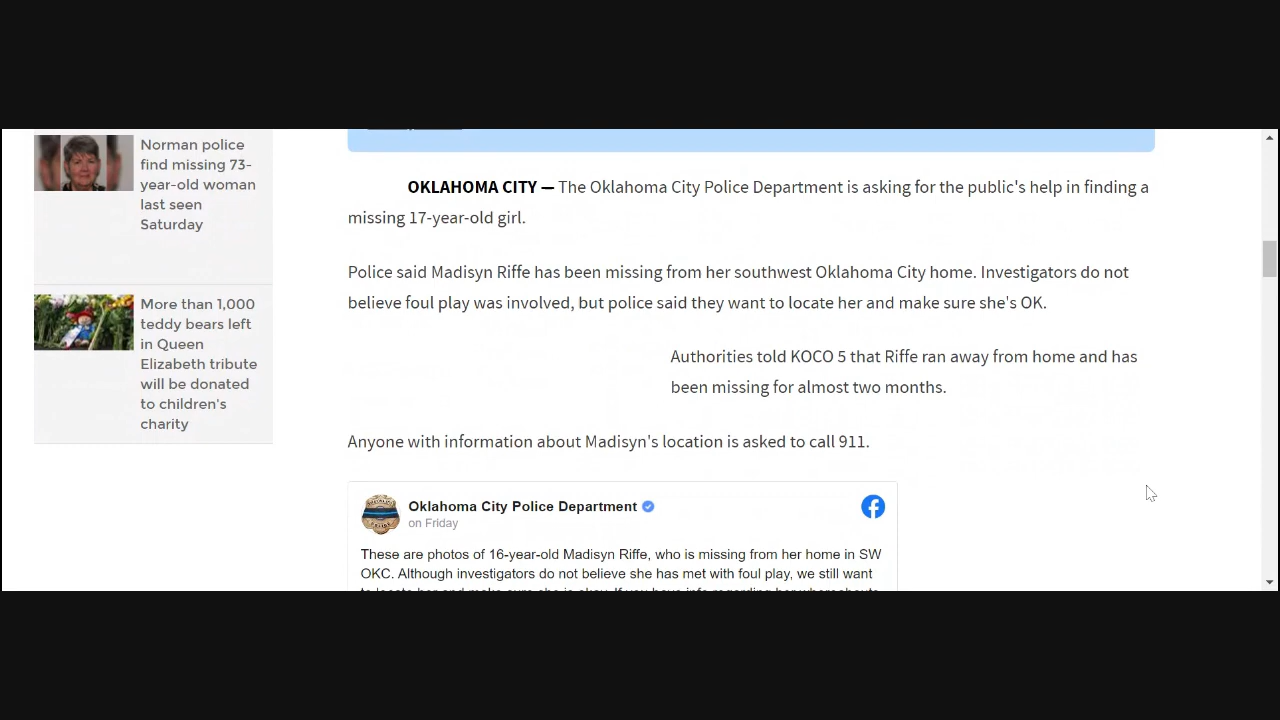 Norman police
find missing 73-
year-old woman
last seen
Saturday
More than 1,000
teddy bears left
in Queen
Elizabeth tribute
will be donated
to children's
charity
OKLAHOMA CITY — The Oklahoma City Police Department is asking for the public's help in finding a
missing 17-year-old girl.
Police said Madisyn Riffe has been missing from her southwest Oklahoma City home. Investigators do not
believe foul play was involved, but police said they want to locate her and make sure she's OK.
Authorities told KOCO 5 that Riffe ran away from home and has
been missing for almost two months.
Anyone with information about Madisyn's location is asked to call 911.
Oklahoma City Police Department
on Friday
These are photos of 16-year-old Madisyn Riffe, who is missing from her home in SW
OKC. Although investigators do not believe she has met with foul play, we still want